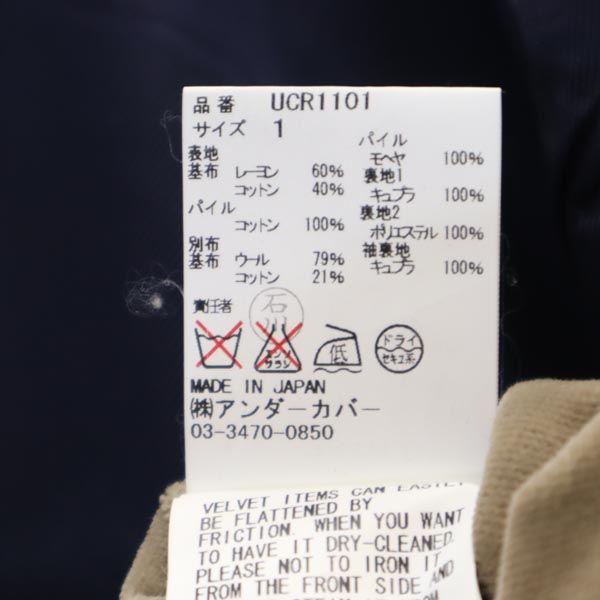 品番 UCR1101
サイズ 1
表地
基布 レーヨン 60%
コットン 40%
パイル
コットン 100%
別布
基布 ウール 79%
コットン 21%
パイル
モヘヤ 100%
裏地1
キュプラ 100%
裏地2
ポリエステル 100%
袖裏地
キュプラ 100%
責任者 石川
エンソサラシ
低
ドライ
セキユ系
MADE IN JAPAN
㈱アンダーカバー
03-3470-0850
VELVET ITEMS CAN EASILY
BE FLATTENED BY
FRICTION. WHEN YOU WANT
TO HAVE IT DRY-CLEANED,
PLEASE NOT TO IRON IT
FROM THE FRONT SIDE AND